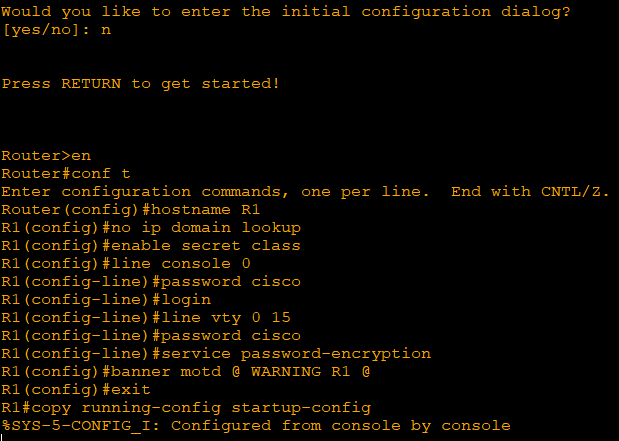 Would you like to enter the initial configuration dialog?
[yes/no]: n
Press RETURN to get started!
Router>en
Router#conf t
Enter configuration commands, one per line.  End with CNTL/Z.
Router(config)#hostname R1
R1(config)#no ip domain lookup
R1(config)#enable secret class
R1(config)#line console 0
R1(config-line)#password cisco
R1(config-line)#login
R1(config-line)#line vty 0 15
R1(config-line)#password cisco
R1(config-line)#service password-encryption
R1(config)#banner motd @ WARNING R1 @
R1(config)#exit
R1#copy running-config startup-config
%SYS-5-CONFIG_I: Configured from console by console